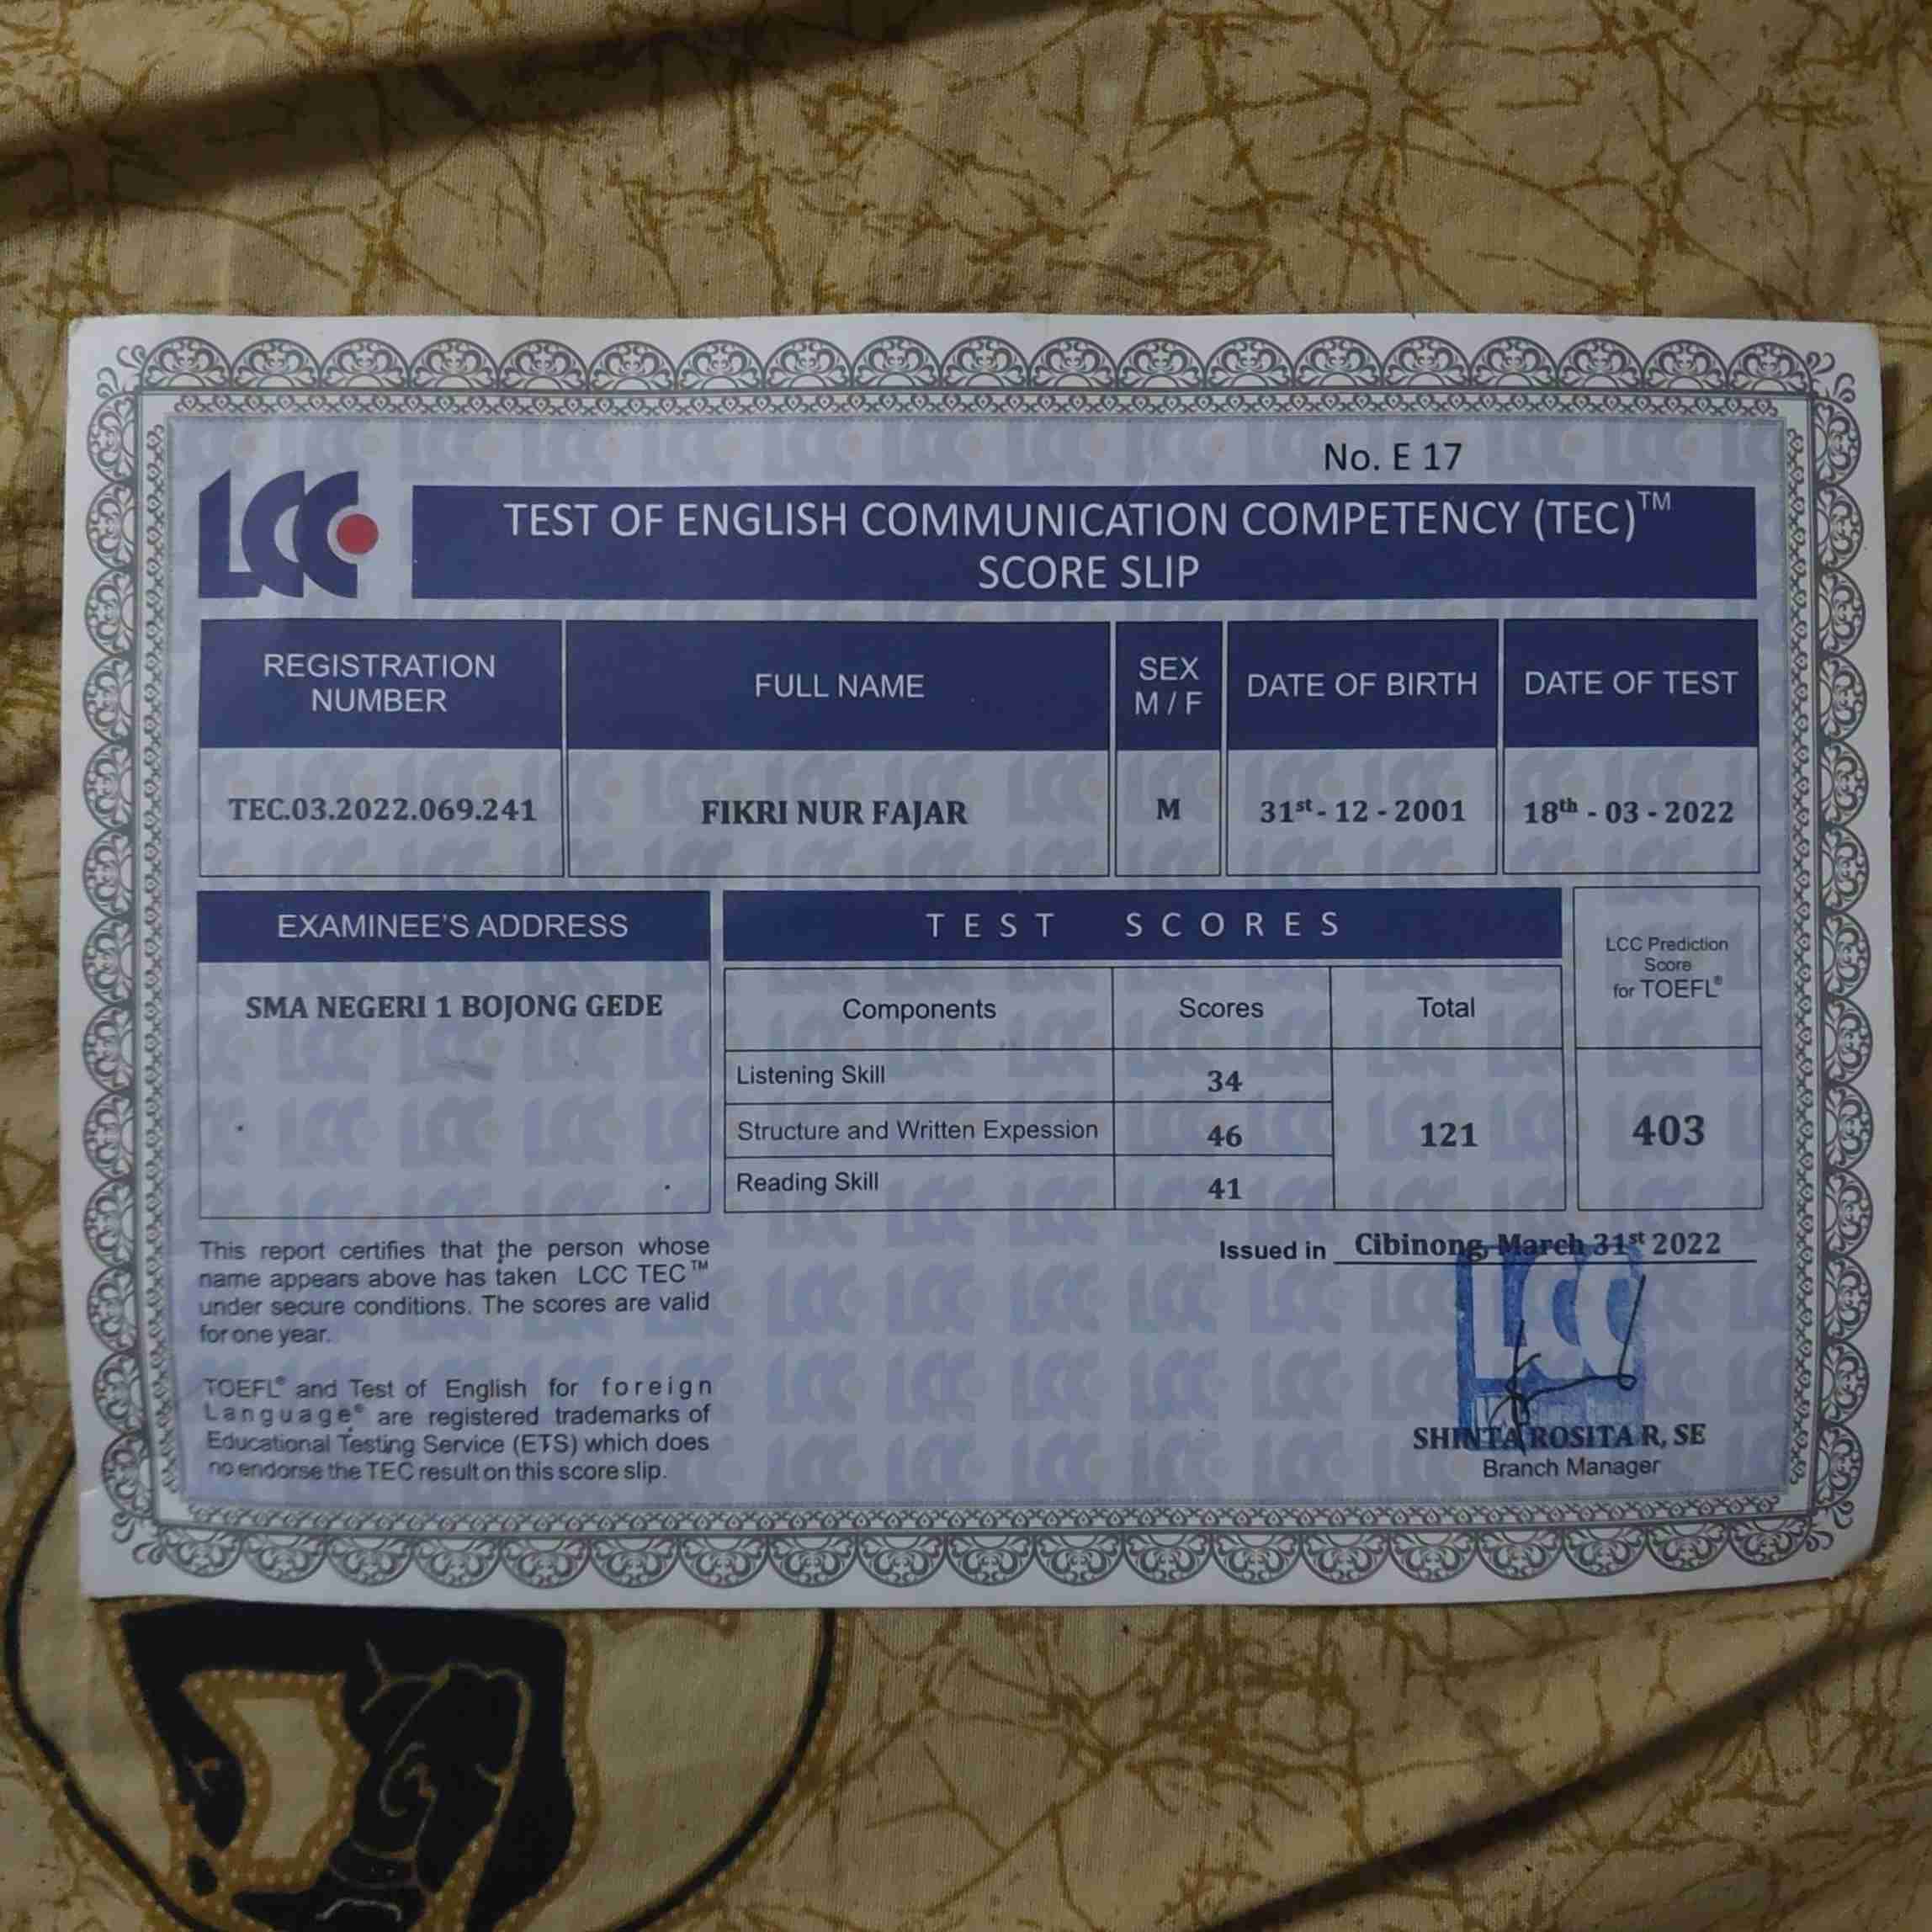 No. E 17
LCC
TEST OF ENGLISH COMMUNICATION COMPETENCY (TEC)™
SCORE SLIP
REGISTRATION
NUMBER
FULL NAME
SEX
M / F
DATE OF BIRTH
DATE OF TEST
TEC.03.2022.069.241
FIKRI NUR FAJAR
M
31st - 12 - 2001
18th - 03 - 2022
EXAMINEE'S ADDRESS
SMA NEGERI 1 BOJONG GEDE
TEST SCORES
Components
Scores
Total
Listening Skill
34
Structure and Written Expession
46
Reading Skill
41
121
LCC Prediction
Score
for TOEFL®
403
This report certifies that the person whose
name appears above has taken LCC TEC™
under secure conditions. The scores are valid
for one year.
TOEFL® and Test of English for foreign
Language® are registered trademarks of
Educational Testing Service (ETS) which does
no endorse the TEC result on this score slip.
Issued in Cibinong, March 31st 2022
LCC
SHINTA ROSITA R, SE
Branch Manager